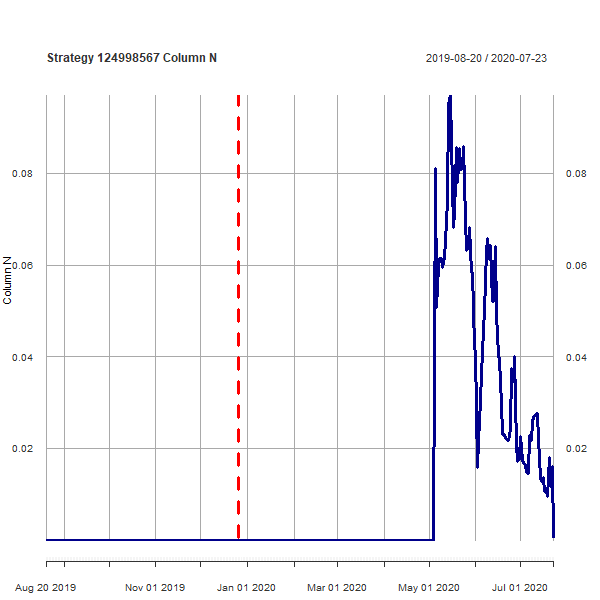 Strategy 124998567 Column N
2019-08-20 / 2020-07-23
0.08
0.08
0.06
0.06
Column N
0.04
0.04
0.02
0.02
Aug 20 2019
Nov 01 2019
Jan 01 2020
Mar 01 2020
May 01 2020
Jul 01 2020